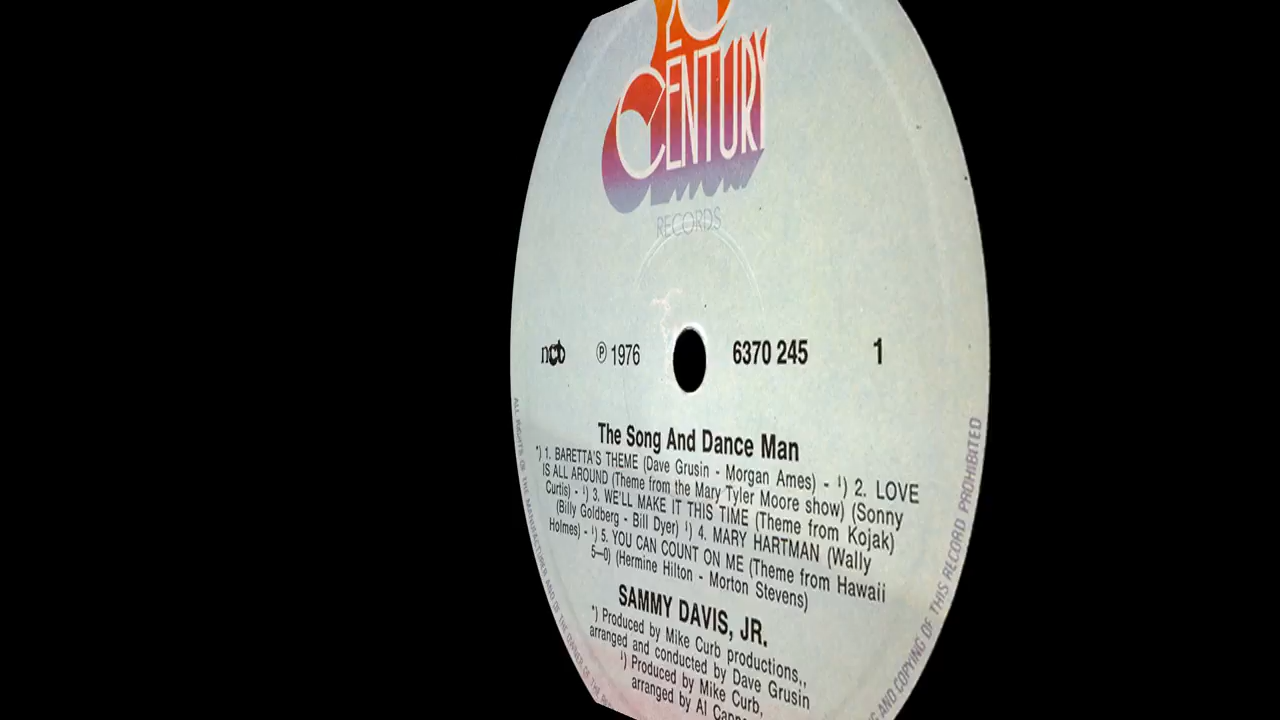 20
CENTURY
RECORDS
ncb ℗ 1976 6370 245 1
The Song And Dance Man
*) 1. BARETTA'S THEME (Dave Grusin - Morgan Ames) - ¹) 2. LOVE
IS ALL AROUND (Theme from the Mary Tyler Moore show) (Sonny
Curtis) - ¹) 3. WE'LL MAKE IT THIS TIME (Theme from Kojak)
(Billy Goldberg - Bill Dyer) ¹) 4. MARY HARTMAN (Wally
Holmes) - ¹) 5. YOU CAN COUNT ON ME (Theme from Hawaii
5–0) (Hermine Hilton - Morton Stevens)
SAMMY DAVIS, JR.
*) Produced by Mike Curb productions,,
arranged and conducted by Dave Grusin
¹) Produced by Mike Curb,
arranged by Al
ALL RIGHTS OF THE MANUFACTURER AND OF THE OWNER OF THE
AND COPYING OF THIS RECORD PROHIBITED